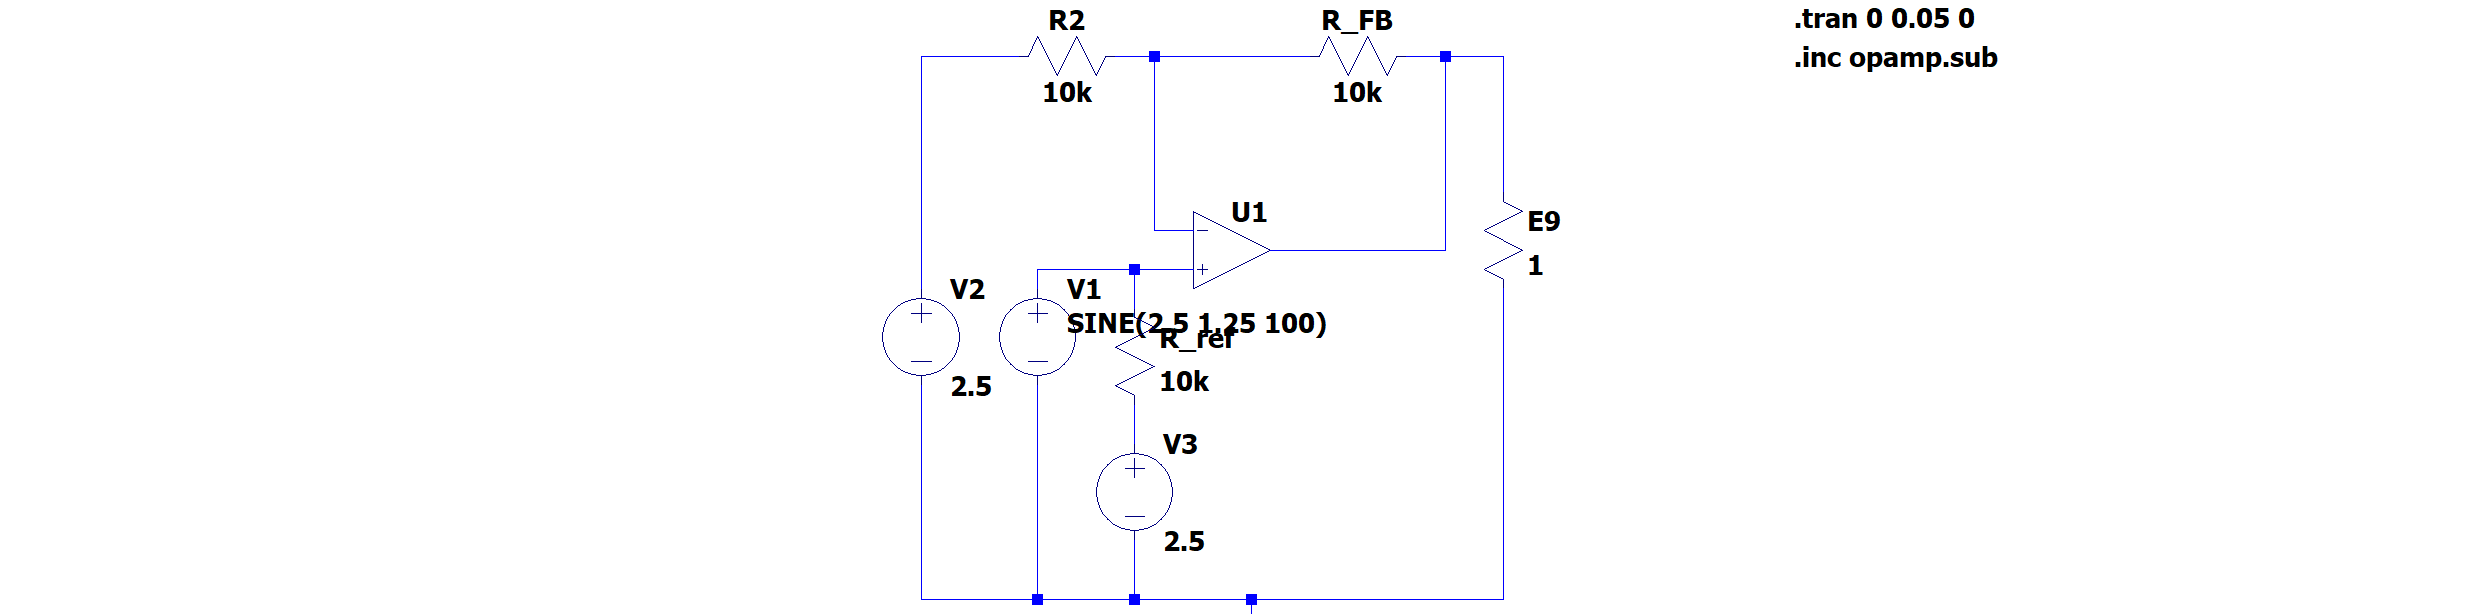 R2
10k
R_FB
10k
.tran 0 0.05 0
.inc opamp.sub
U1
E9
1
V2
2.5
V1
SINE(2.5 1.25 100)
R_ref
10k
V3
2.5